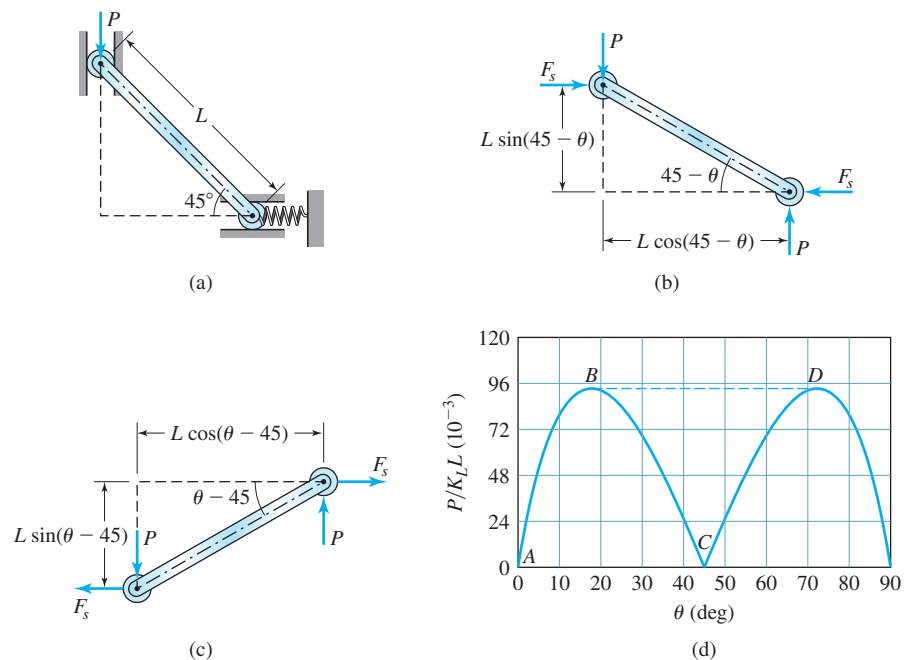 P
L
45°
(a)
P
F_s
L sin(45 − θ)
45 − θ
F_s
L cos(45 − θ)
P
(b)
L cos(θ − 45)
F_s
θ − 45
L sin(θ − 45)
P
P
F_s
(c)
120
96
72
48
24
0
P/K_L L (10⁻³)
B
D
A
C
0 10 20 30 40 50 60 70 80 90
θ (deg)
(d)